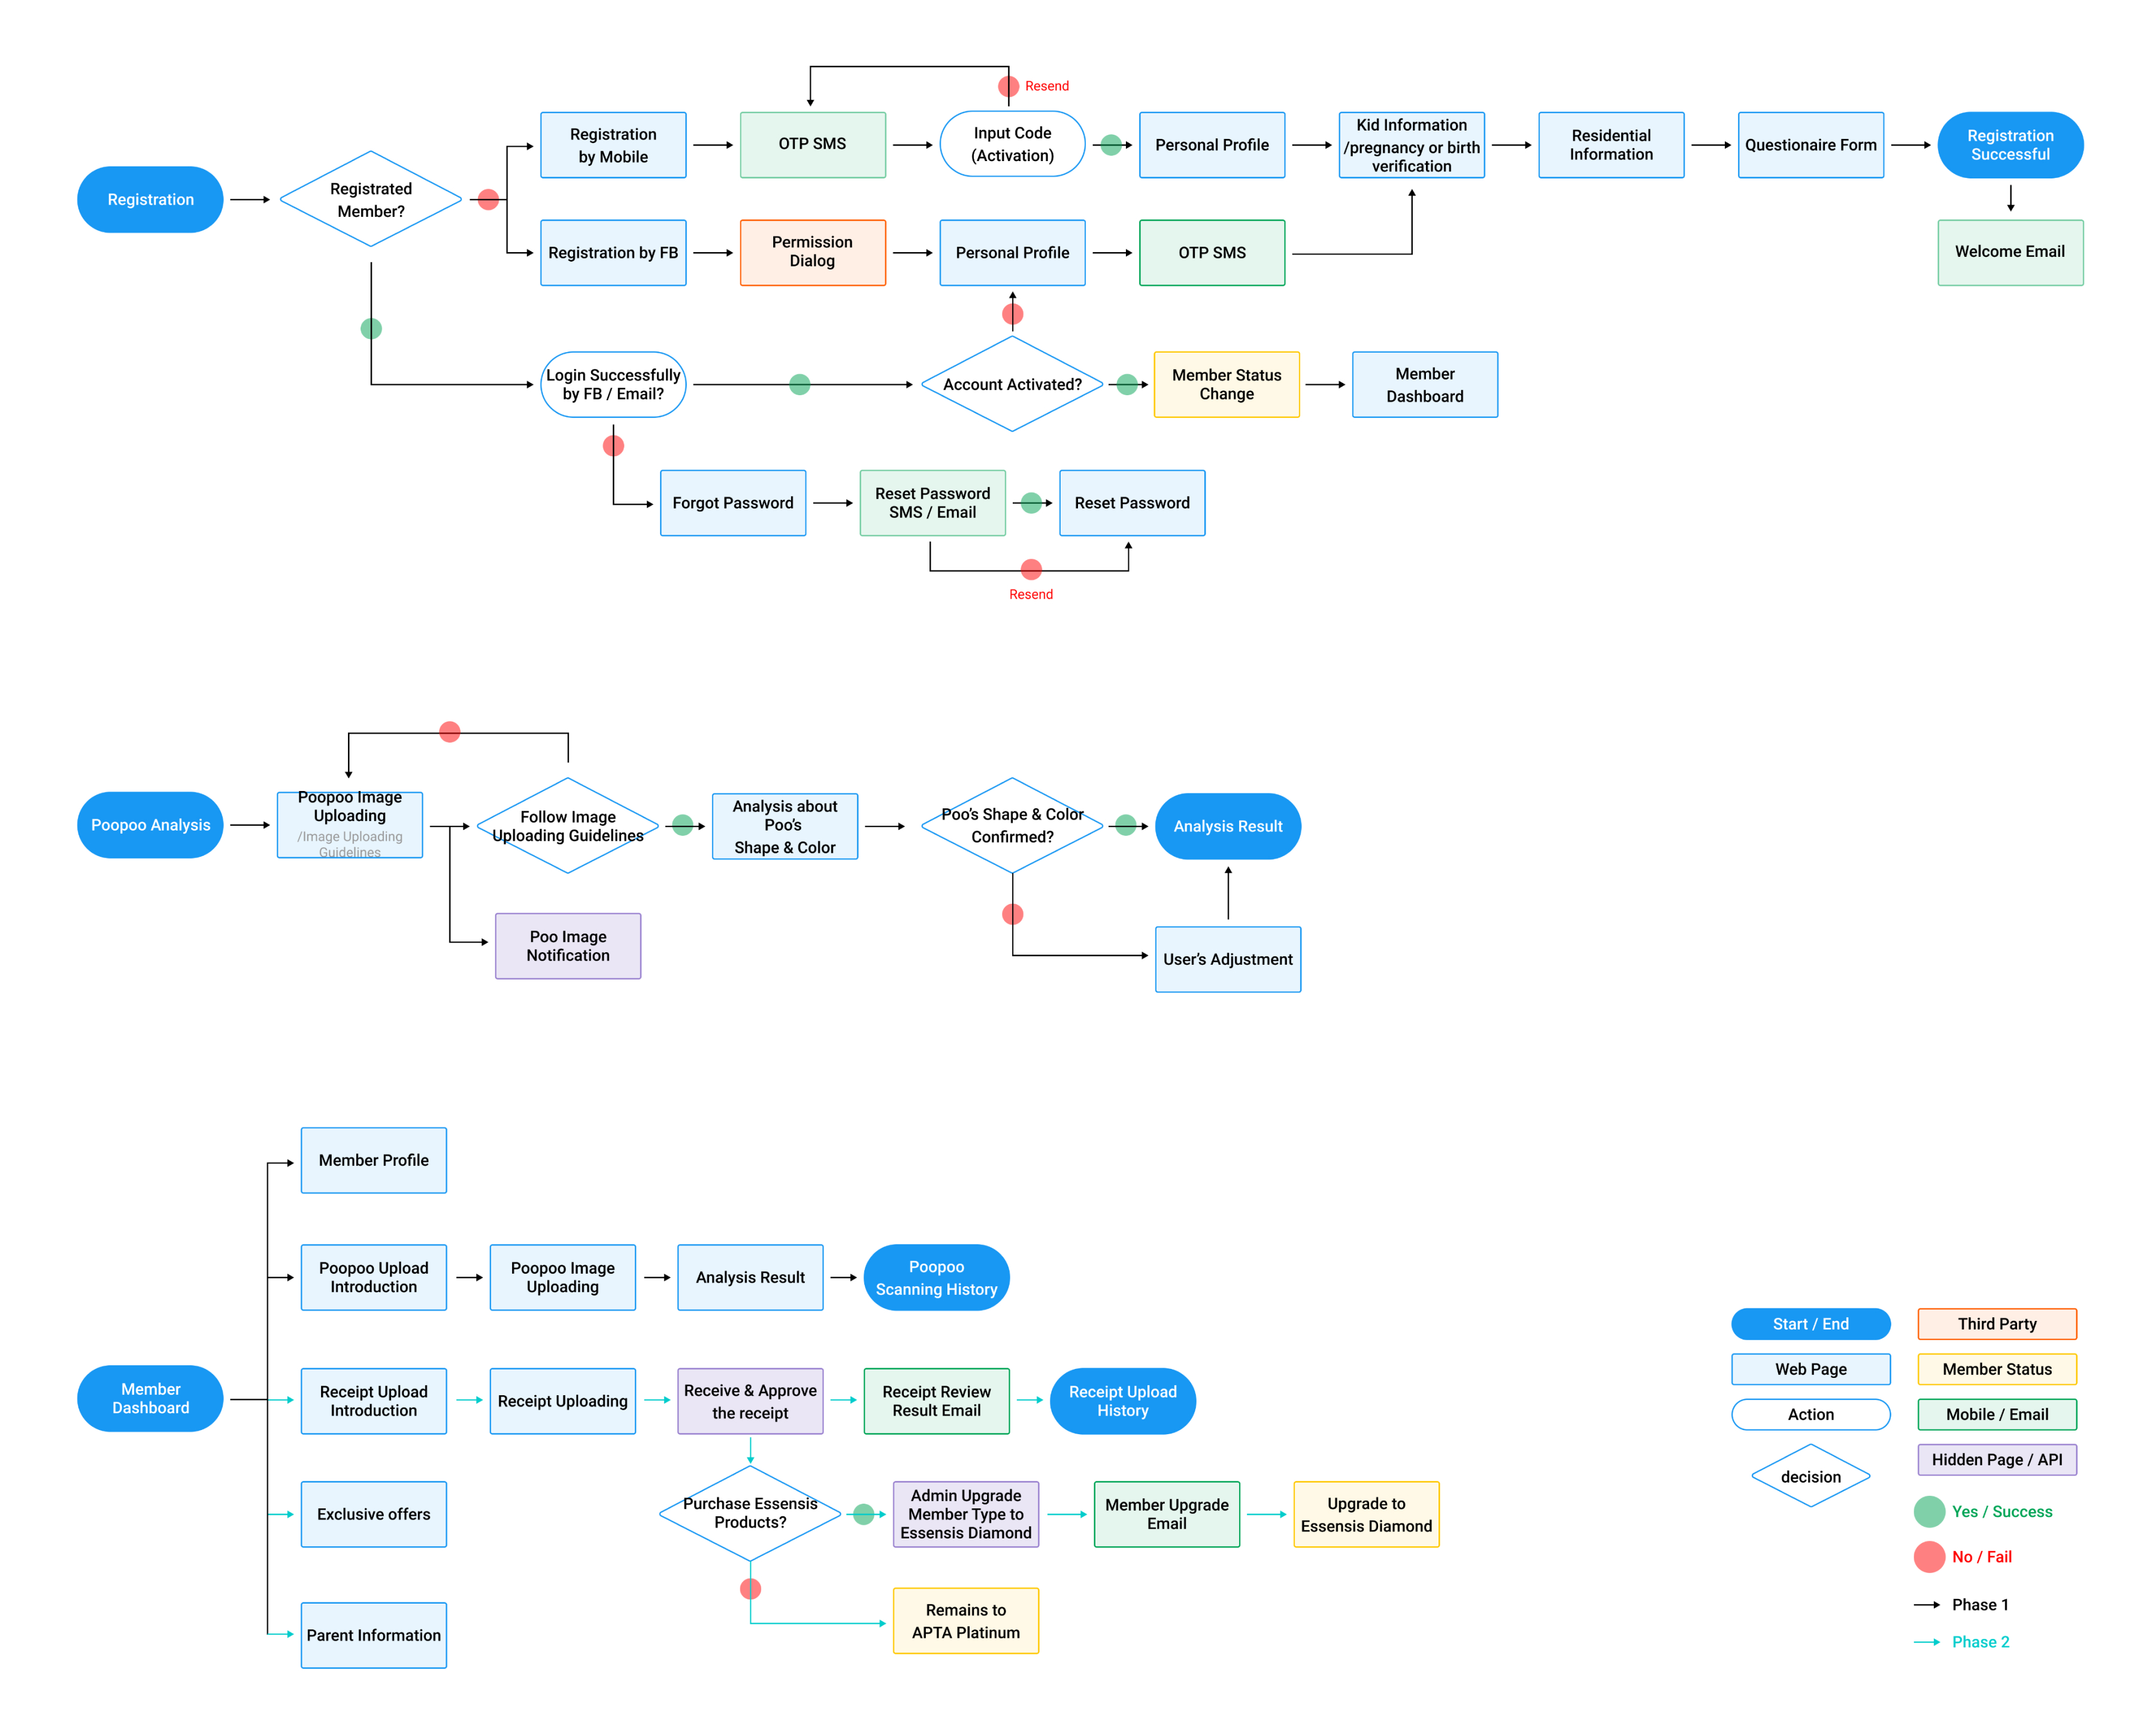 Resend
Registration
by Mobile
OTP SMS
Input Code
(Activation)
Personal Profile
Kid Information
/pregnancy or birth
verification
Residential
Information
Questionaire Form
Registration
Successful
Registration
Registrated
Member?
Registration by FB
Permission
Dialog
Personal Profile
OTP SMS
Welcome Email
Login Successfully
by FB / Email?
Account Activated?
Member Status
Change
Member
Dashboard
Forgot Password
Reset Password
SMS / Email
Reset Password
Resend
Poopoo Analysis
Poopoo Image
Uploading
/Image Uploading
Guidelines
Follow Image
Uploading Guidelines
Analysis about
Poo's
Shape & Color
Poo's Shape & Color
Confirmed?
Analysis Result
Poo Image
Notification
User's Adjustment
Member Profile
Poopoo Upload
Introduction
Poopoo Image
Uploading
Analysis Result
Poopoo
Scanning History
Member
Dashboard
Receipt Upload
Introduction
Receipt Uploading
Receive & Approve
the receipt
Receipt Review
Result Email
Receipt Upload
History
Exclusive offers
Purchase Essensis
Products?
Admin Upgrade
Member Type to
Essensis Diamond
Member Upgrade
Email
Upgrade to
Essensis Diamond
Parent Information
Remains to
APTA Platinum
Start / End
Third Party
Web Page
Member Status
Action
Mobile / Email
decision
Hidden Page / API
Yes / Success
No / Fail
Phase 1
Phase 2